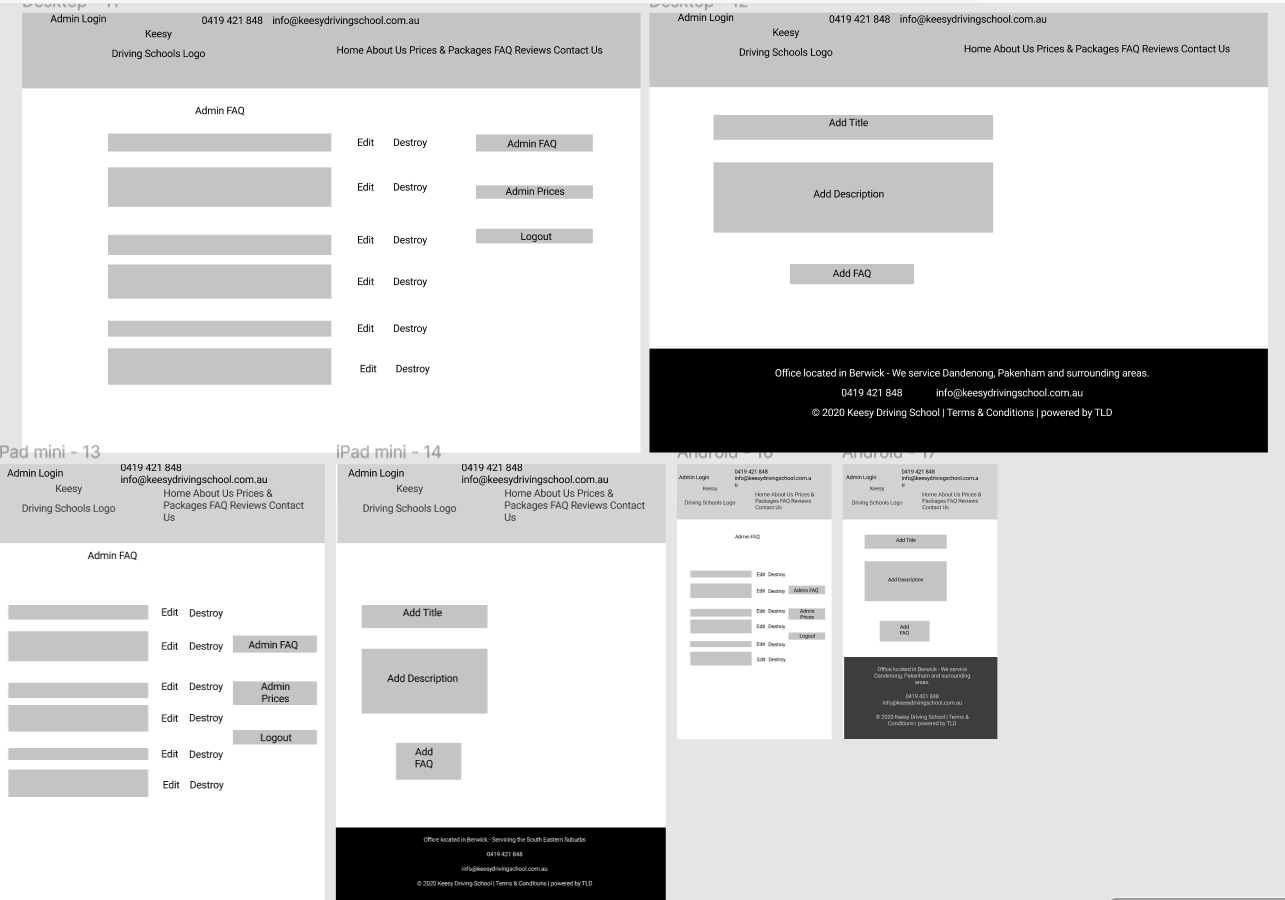 Desktop - 11
Admin Login
0419 421 848 info@keesydrivingschool.com.au
Keesy
Driving Schools Logo
Home About Us Prices & Packages FAQ Reviews Contact Us
Admin FAQ
Edit Destroy
Admin FAQ
Edit Destroy
Admin Prices
Edit Destroy
Logout
Edit Destroy
Edit Destroy
Edit Destroy
Desktop - 12
Admin Login
0419 421 848 info@keesydrivingschool.com.au
Keesy
Driving Schools Logo
Home About Us Prices & Packages FAQ Reviews Contact Us
Add Title
Add Description
Add FAQ
Office located in Berwick - We service Dandenong, Pakenham and surrounding areas.
0419 421 848 info@keesydrivingschool.com.au
© 2020 Keesy Driving School | Terms & Conditions | powered by TLD
Pad mini - 13
Admin Login
0419 421 848
info@keesydrivingschool.com.au
Keesy
Driving Schools Logo
Home About Us Prices &
Packages FAQ Reviews Contact
Us
Admin FAQ
Edit Destroy
Edit Destroy
Admin FAQ
Edit Destroy
Admin
Prices
Edit Destroy
Logout
Edit Destroy
Edit Destroy
iPad mini - 14
Admin Login
0419 421 848
info@keesydrivingschool.com.au
Keesy
Driving Schools Logo
Home About Us Prices &
Packages FAQ Reviews Contact
Us
Add Title
Add Description
Add
FAQ
Office located in Berwick - Servicing the South Eastern Suburbs
0419 421 848
info@keesydrivingschool.com.au
© 2020 Keesy Driving School | Terms & Conditions | powered by TLD
Android - 16
Admin Login
0419 421 848
info@keesydrivingschool.com.a
u
Keesy
Driving Schools Logo
Home About Us Prices &
Packages FAQ Reviews
Contact Us
Admin FAQ
Edit Destroy
Edit Destroy
Admin FAQ
Edit Destroy
Admin
Prices
Edit Destroy
Logout
Edit Destroy
Edit Destroy
Android - 17
Admin Login
0419 421 848
info@keesydrivingschool.com.a
u
Keesy
Driving Schools Logo
Home About Us Prices &
Packages FAQ Reviews
Contact Us
Add Title
Add Description
Add
FAQ
Office located in Berwick - We service
Dandenong, Pakenham and surrounding
areas.
0419 421 848
info@keesydrivingschool.com.au
© 2020 Keesy Driving School | Terms &
Conditions | powered by TLD